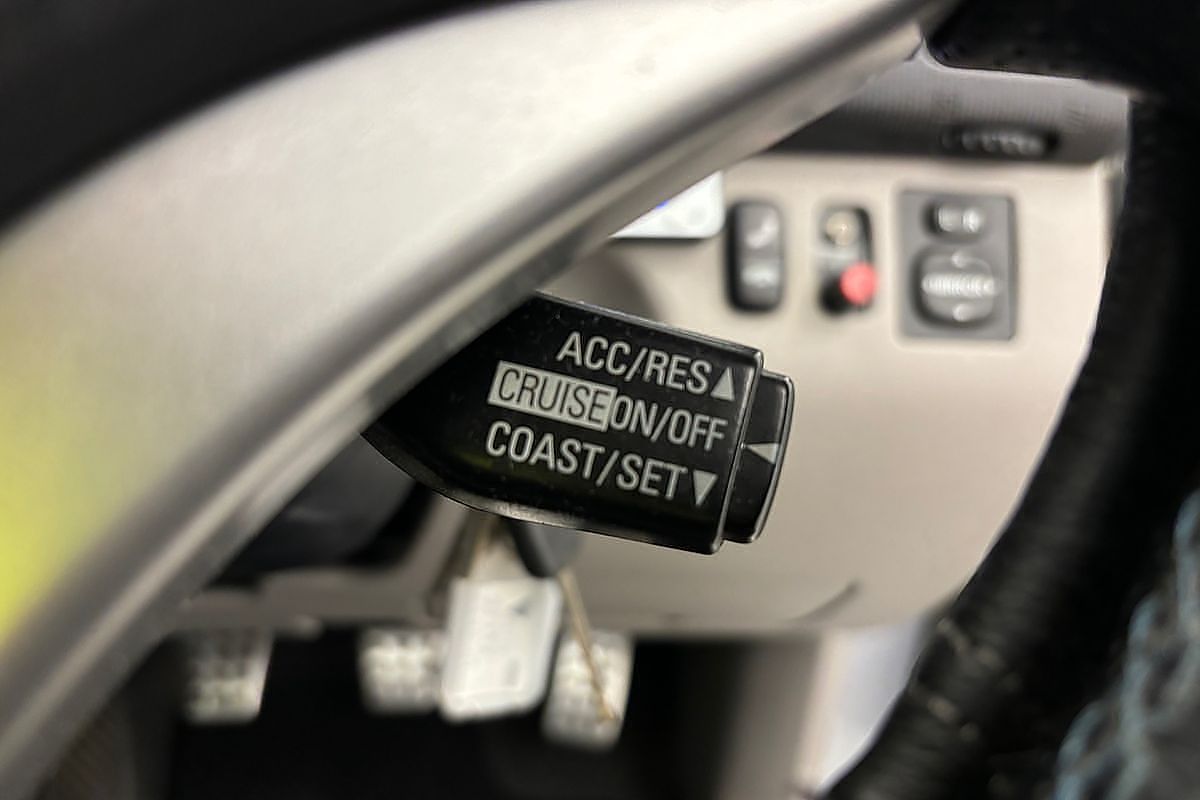 ACC/RES▲
CRUISE ON/OFF
COAST/SET▼